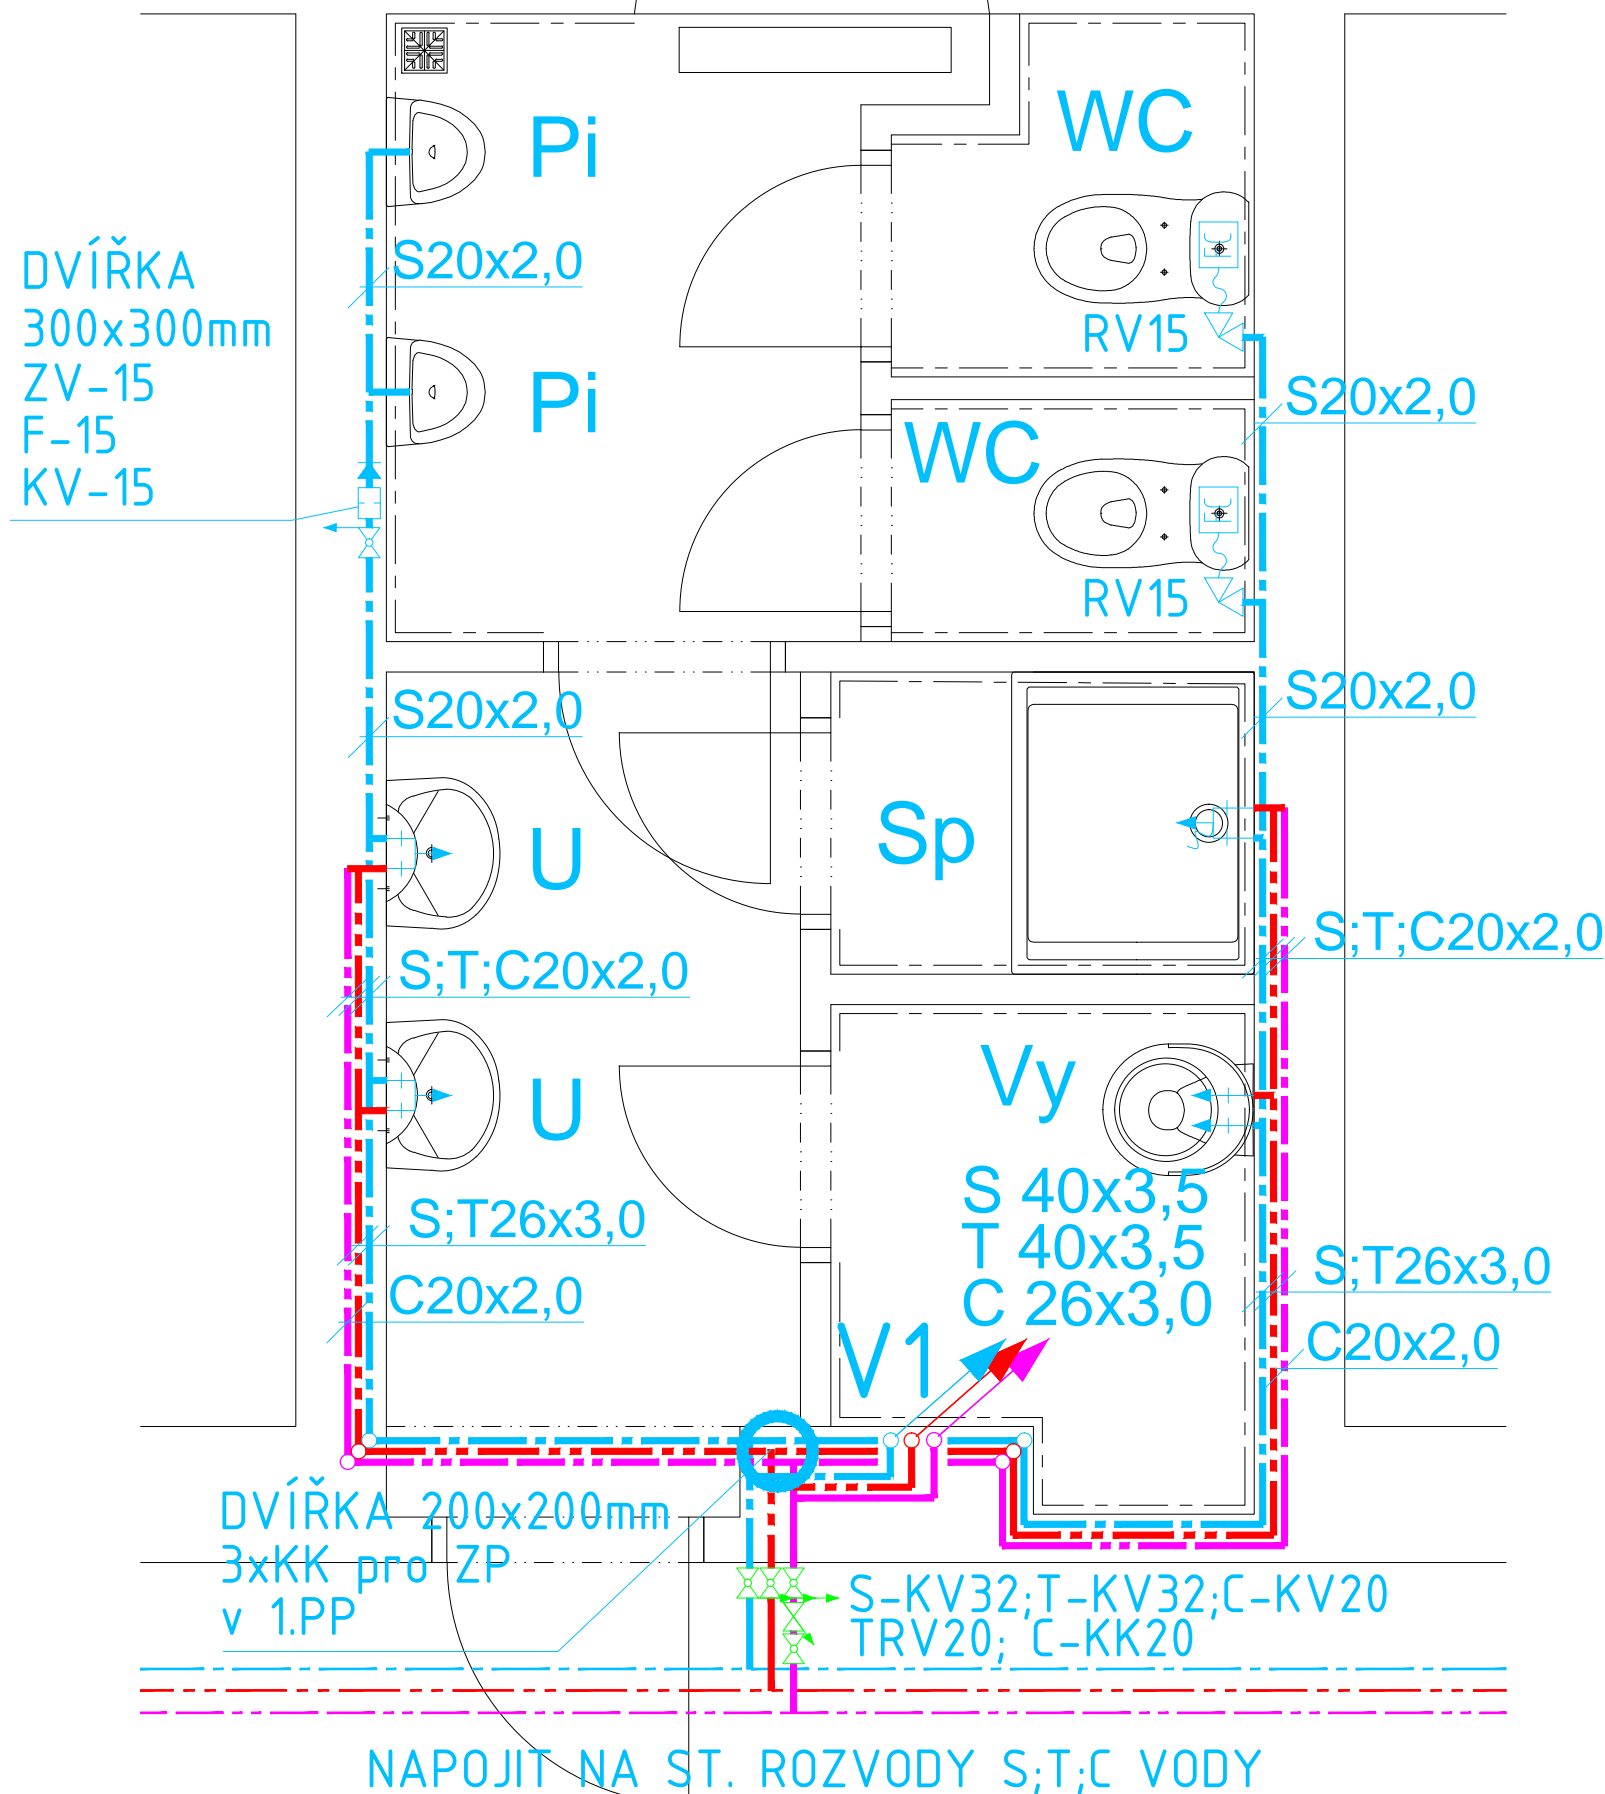 Pi
WC
S20x2,0
DVÍŘKA
300x300mm
ZV-15
F-15
KV-15
RV15
Pi
S20x2,0
WC
RV15
S20x2,0
S20x2,0
U
Sp
S;T;C20x2,0
S;T;C20x2,0
Vy
U
S 40x3,5
T 40x3,5
C 26x3,0
S;T26x3,0
C20x2,0
S;T26x3,0
C20x2,0
V1
DVÍŘKA 200x200mm
3xKK pro ZP
v 1.PP
S-KV32;T-KV32;C-KV20
TRV20; C-KK20
NAPOJIT NA ST. ROZVODY S;T;C VODY